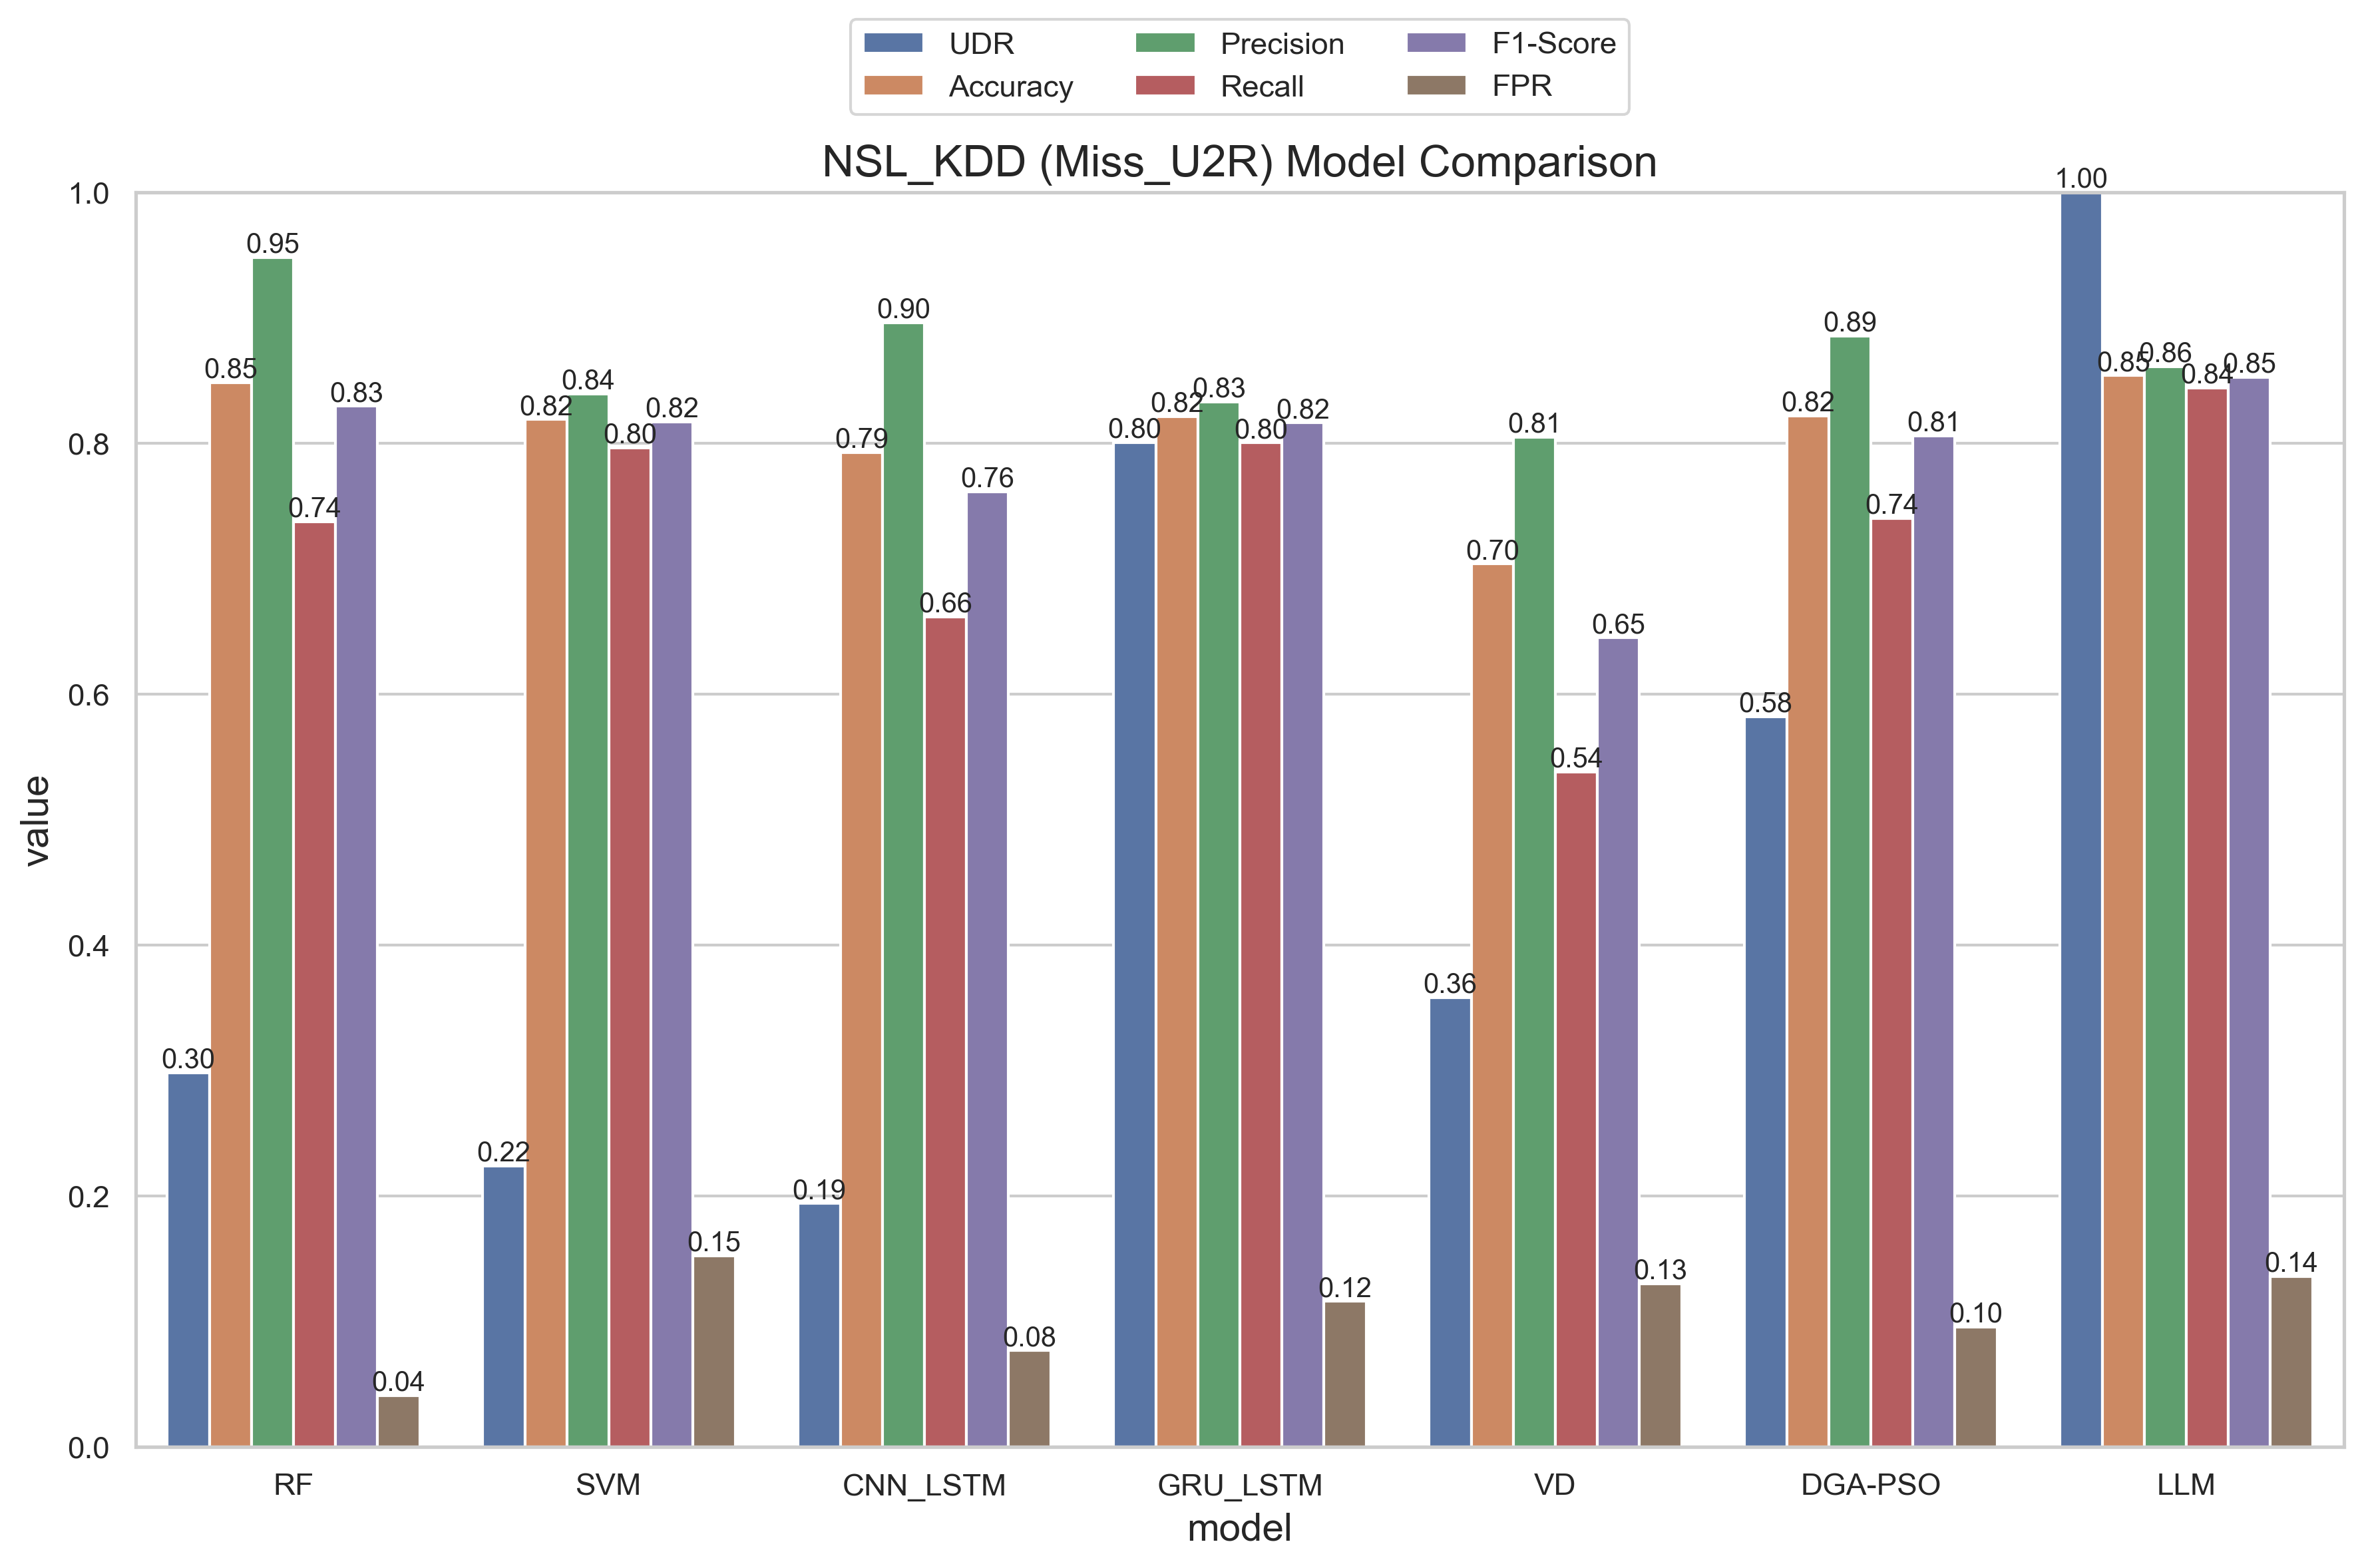 UDR Precision F1-Score
Accuracy Recall FPR
NSL_KDD (Miss_U2R) Model Comparison
1.0
0.8
0.6
0.4
0.2
0.0
value
0.30 0.85 0.95 0.74 0.83 0.04
0.22 0.82 0.84 0.80 0.82 0.15
0.19 0.79 0.90 0.66 0.76 0.08
0.80 0.82 0.83 0.80 0.82 0.12
0.36 0.70 0.81 0.54 0.65 0.13
0.58 0.82 0.89 0.74 0.81 0.10
1.00 0.85 0.86 0.84 0.85 0.14
RF SVM CNN_LSTM GRU_LSTM VD DGA-PSO LLM
model